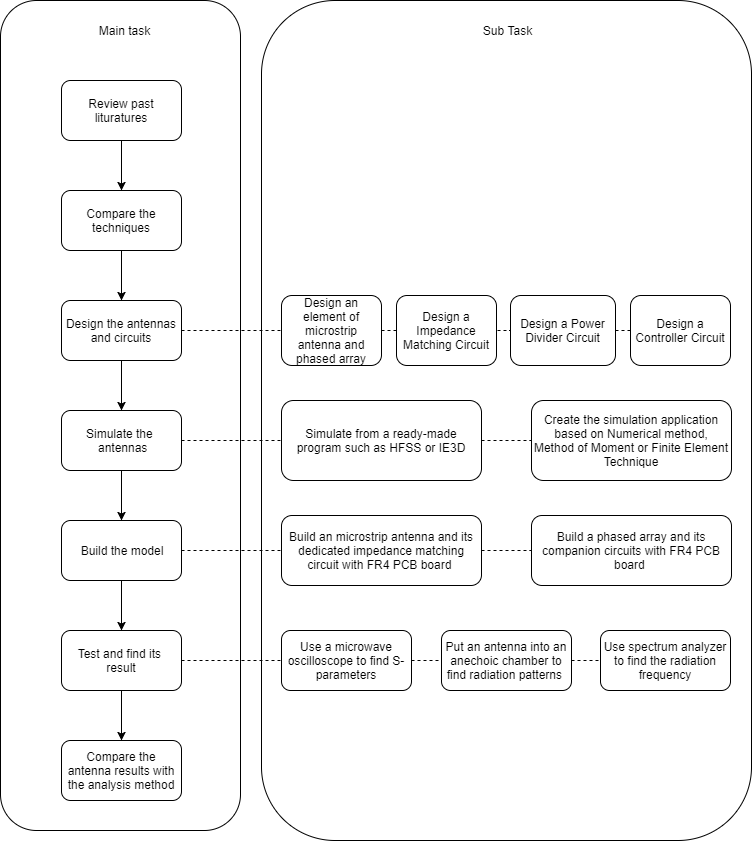 Main task
Sub Task
Review past
lituratures
Compare the
techniques
Design the antennas
and circuits
Design an
element of
microstrip
antenna and
phased array
Design a
Impedance
Matching Circuit
Design a Power
Divider Circuit
Design a
Controller Circuit
Simulate the
antennas
Simulate from a ready-made
program such as HFSS or IE3D
Create the simulation application
based on Numerical method,
Method of Moment or Finite Element
Technique
Build the model
Build an microstrip antenna and its
dedicated impedance matching
circuit with FR4 PCB board
Build a phased array and its
companion circuits with FR4 PCB
board
Test and find its
result
Use a microwave
oscilloscope to find S-
parameters
Put an antenna into an
anechoic chamber to
find radiation patterns
Use spectrum analyzer
to find the radiation
frequency
Compare the
antenna results with
the analysis method